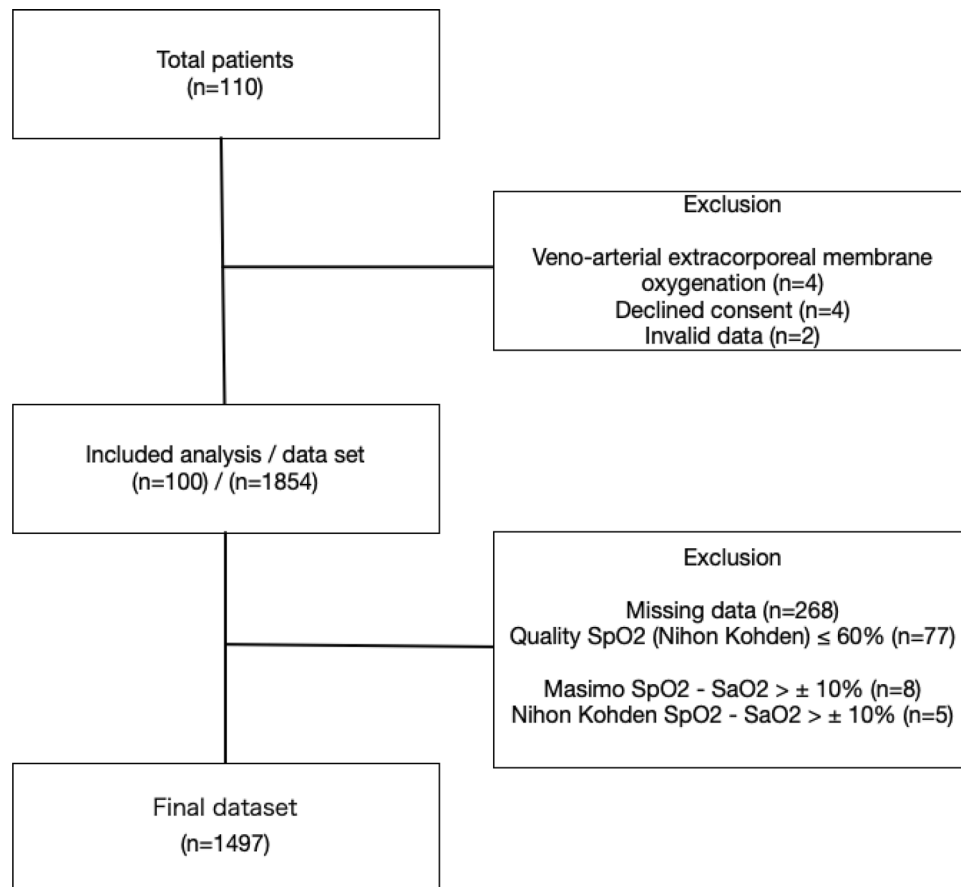 Total patients
(n=110)
Exclusion
Veno-arterial extracorporeal membrane
oxygenation (n=4)
Declined consent (n=4)
Invalid data (n=2)
Included analysis / data set
(n=100) / (n=1854)
Exclusion
Missing data (n=268)
Quality SpO2 (Nihon Kohden) ≤ 60% (n=77)
Masimo SpO2 - SaO2 > ± 10% (n=8)
Nihon Kohden SpO2 - SaO2 > ± 10% (n=5)
Final dataset
(n=1497)